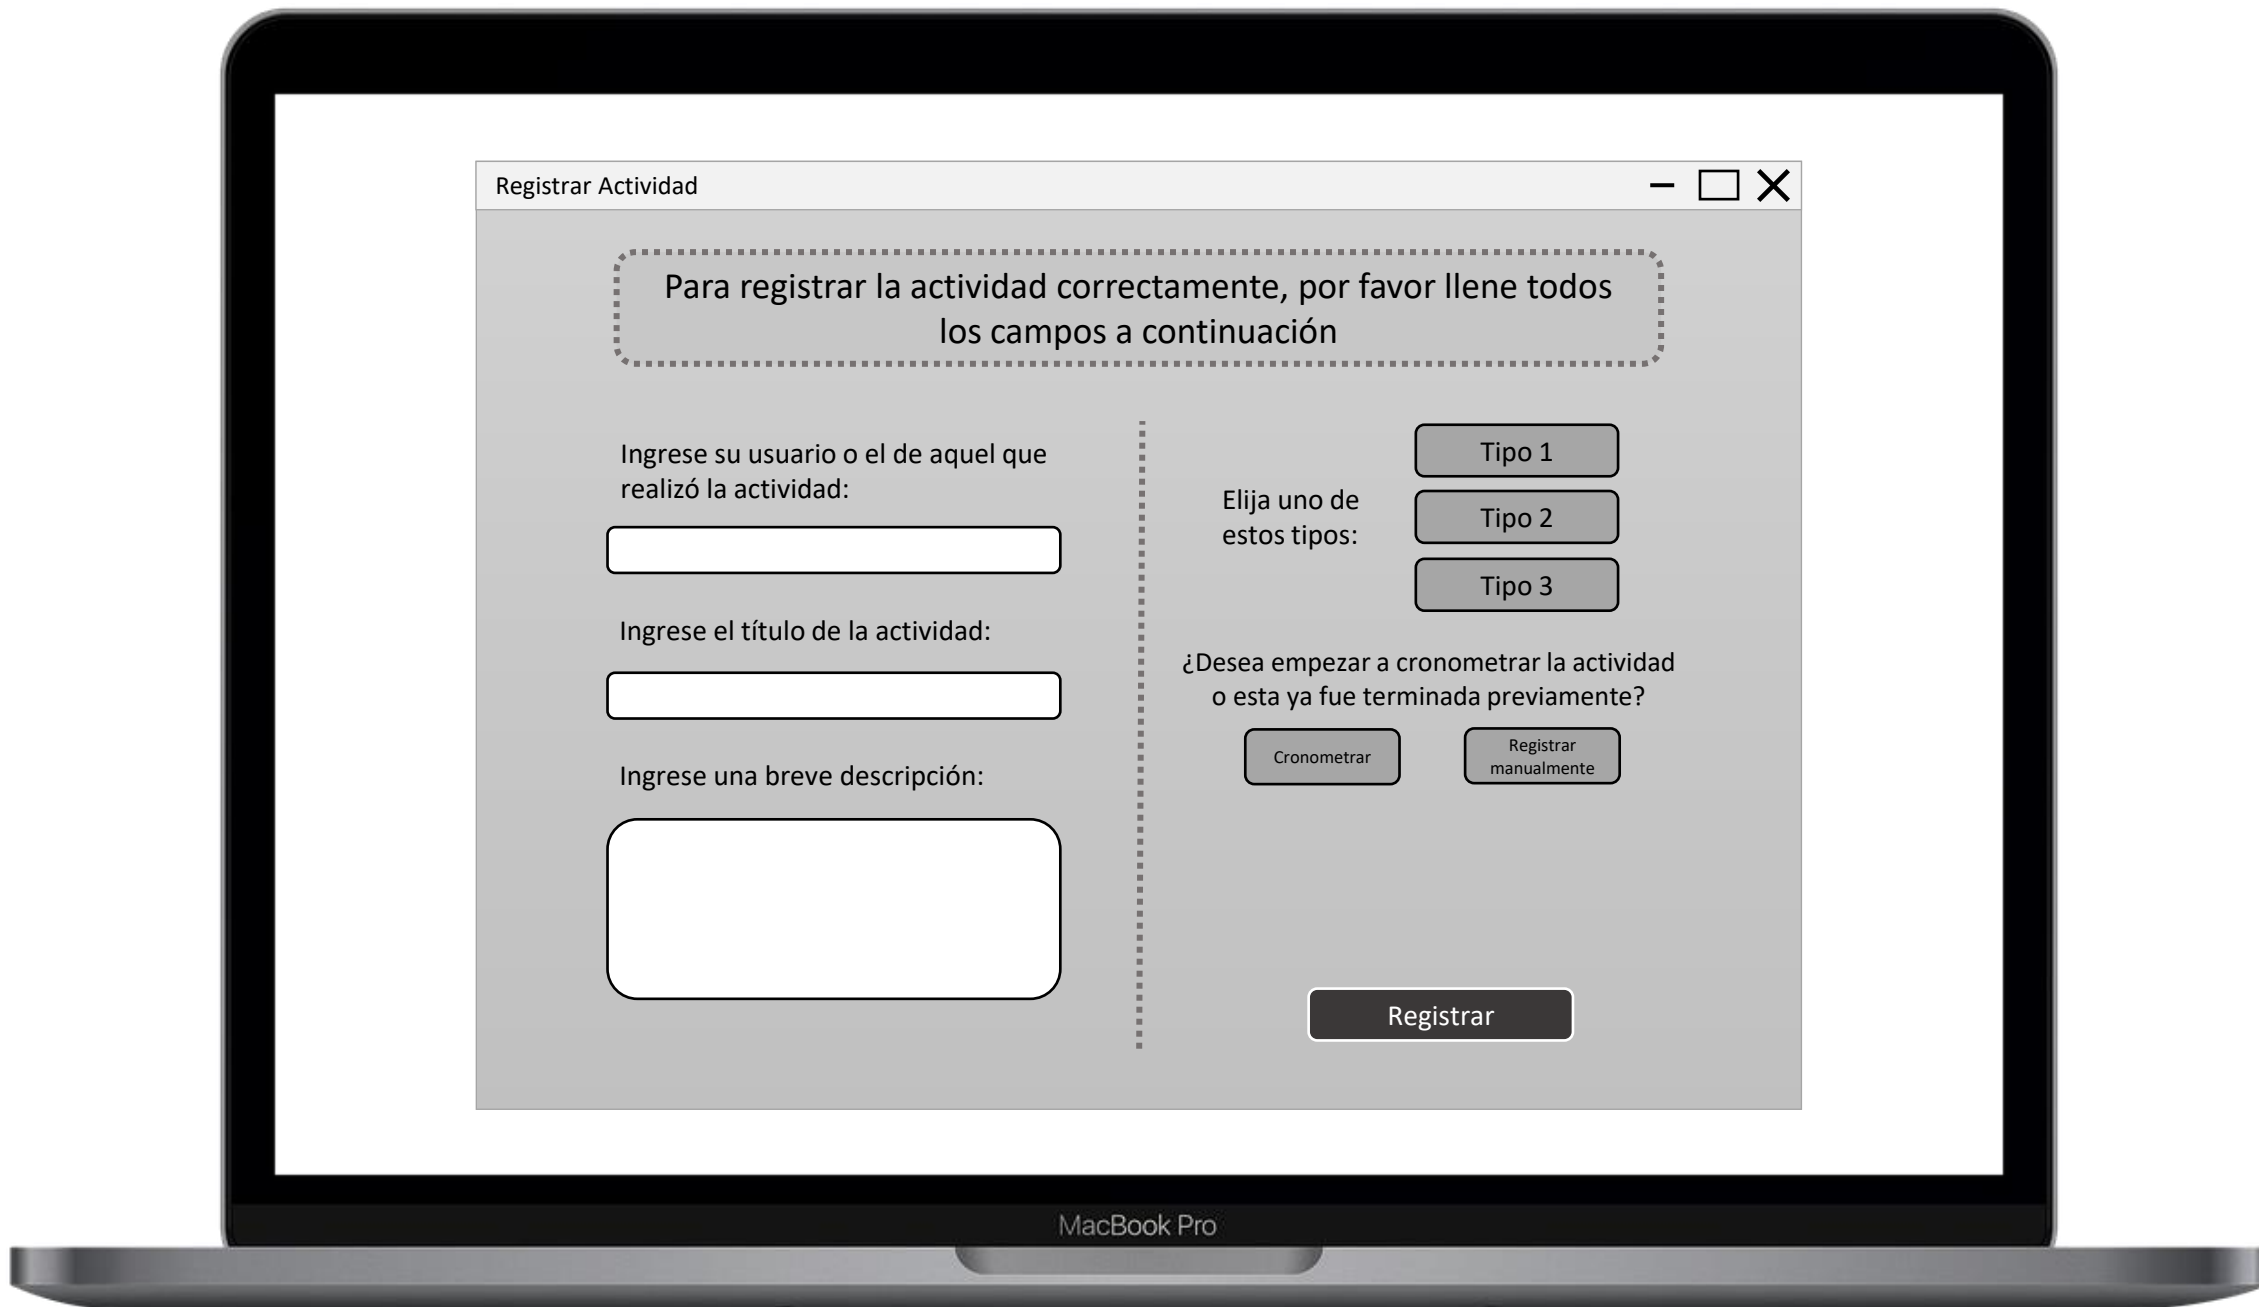 Registrar Actividad
Para registrar la actividad correctamente, por favor llene todos
los campos a continuación
Ingrese su usuario o el de aquel que
realizó la actividad:
Ingrese el título de la actividad:
Ingrese una breve descripción:
Elija uno de
estos tipos:
Tipo 1
Tipo 2
Tipo 3
¿Desea empezar a cronometrar la actividad
o esta ya fue terminada previamente?
Cronometrar
Registrar
manualmente
Registrar
MacBook Pro